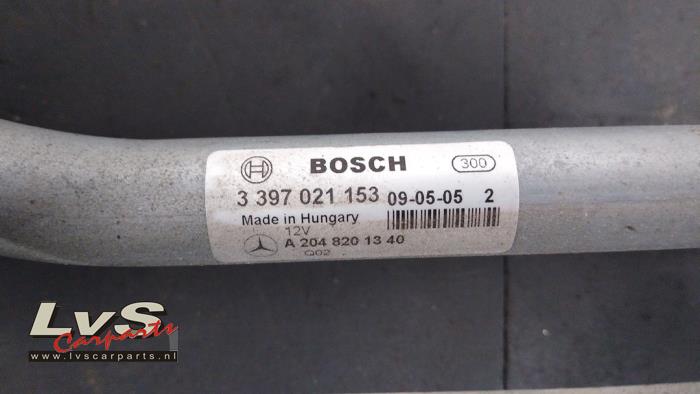 BOSCH 300
3 397 021 153 09-05-05 2
Made in Hungary
12V
A 204 820 13 40
Q02
LvS
Carparts
www.lvscarparts.nl